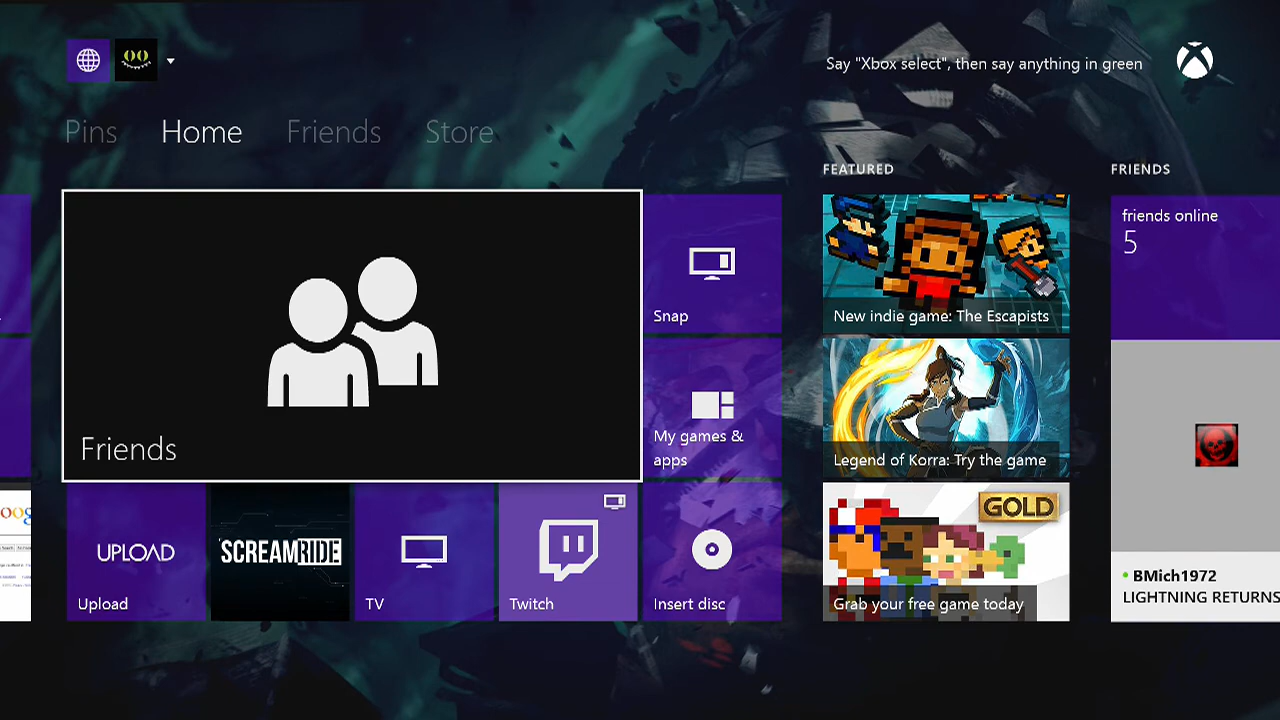 Say "Xbox select", then say anything in green
Pins
Home
Friends
Store
FEATURED
FRIENDS
friends online
5
Snap
New indie game: The Escapists
Friends
My games &
apps
Legend of Korra: Try the game
UPLOAD
Upload
SCREAMRIDE
TV
Twitch
Insert disc
GOLD
Grab your free game today
BMich1972
LIGHTNING RETURNS